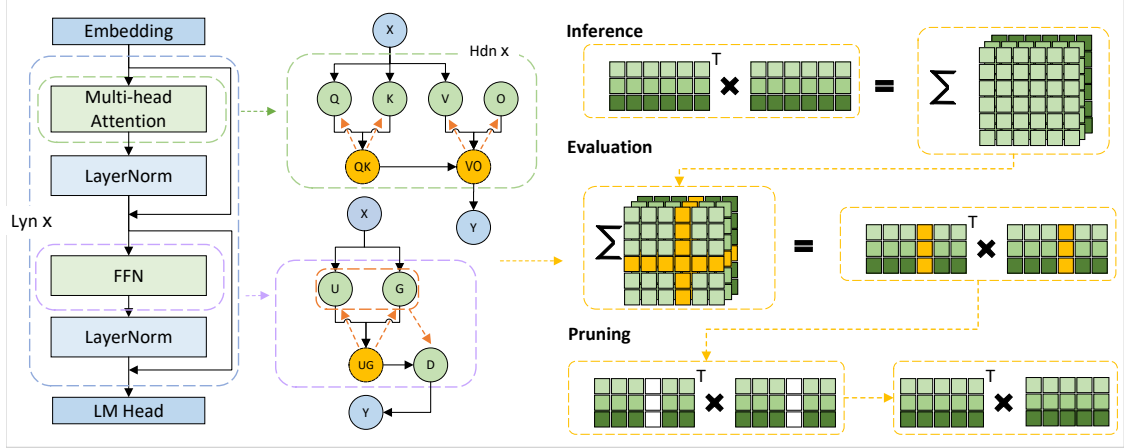 Embedding
Multi-head
Attention
LayerNorm
Lyn x
FFN
LayerNorm
LM Head
X
Hdn x
Q K V O
QK VO
Y
X
U G
UG D
Y
Inference
T
× = ∑
Evaluation
∑ = T
×
Pruning
T
×
T
×